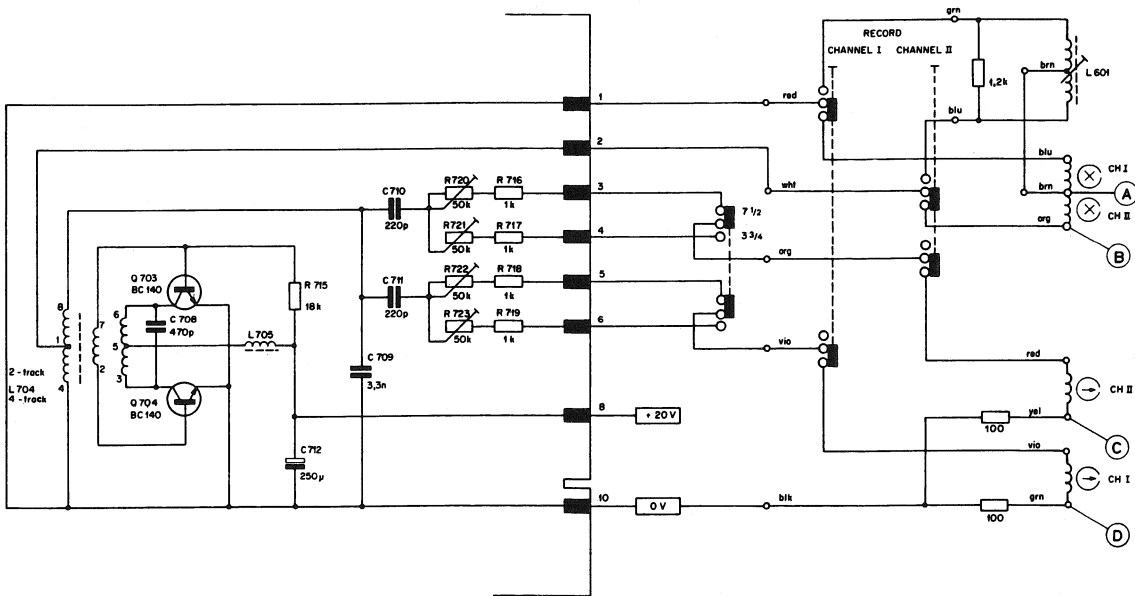 grn
RECORD
CHANNEL I CHANNEL II
1,2k
brn
L 601
blu
1
red
2
wht
blu
CH I
brn
A
CH II
org
B
C 710
220p
R 720
50k
R 716
1k
3
R 721
50k
R 717
1k
4
7 1/2
3 3/4
org
C 711
220p
R 722
50k
R 718
1k
5
R 723
50k
R 719
1k
6
vio
Q 703
BC 140
R 715
18k
8
7
6
C 708
470p
L 705
1
5
2
3
4
2-track
L 704
4-track
Q 704
BC 140
C 709
3,3n
C 712
250µ
8
+ 20V
10
0 V
blk
red
CH II
100
yel
C
vio
CH I
grn
100
D